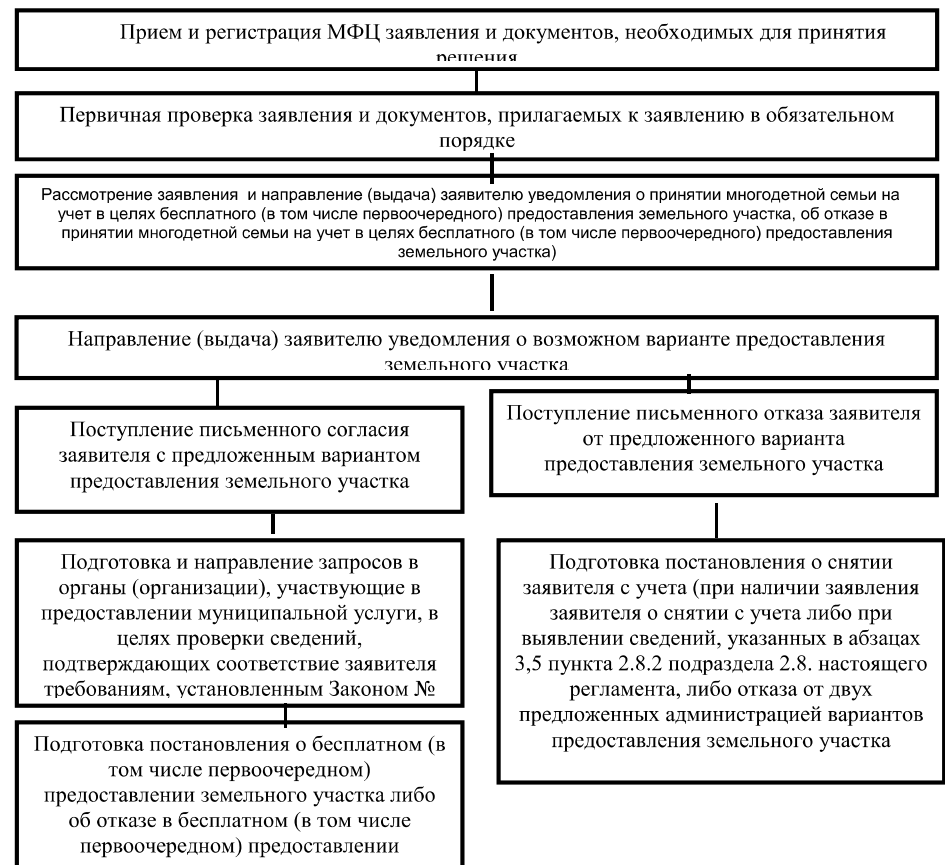 Прием и регистрация МФЦ заявления и документов, необходимых для принятия
решения
Первичная проверка заявления и документов, прилагаемых к заявлению в обязательном
порядке
Рассмотрение заявления и направление (выдача) заявителю уведомления о принятии многодетной семьи на
учет в целях бесплатного (в том числе первоочередного) предоставления земельного участка, об отказе в
принятии многодетной семьи на учет в целях бесплатного (в том числе первоочередного) предоставления
земельного участка)
Направление (выдача) заявителю уведомления о возможном варианте предоставления
земельного участка
Поступление письменного согласия
заявителя с предложенным вариантом
предоставления земельного участка
Поступление письменного отказа заявителя
от предложенного варианта
предоставления земельного участка
Подготовка и направление запросов в
органы (организации), участвующие в
предоставлении муниципальной услуги, в
целях проверки сведений,
подтверждающих соответствие заявителя
требованиям, установленным Законом №
Подготовка постановления о снятии
заявителя с учета (при наличии заявления
заявителя о снятии с учета либо при
выявлении сведений, указанных в абзацах
3,5 пункта 2.8.2 подраздела 2.8. настоящего
регламента, либо отказа от двух
предложенных администрацией вариантов
предоставления земельного участка
Подготовка постановления о бесплатном (в
том числе первоочередном)
предоставлении земельного участка либо
об отказе в бесплатном (в том числе
первоочередном) предоставлении